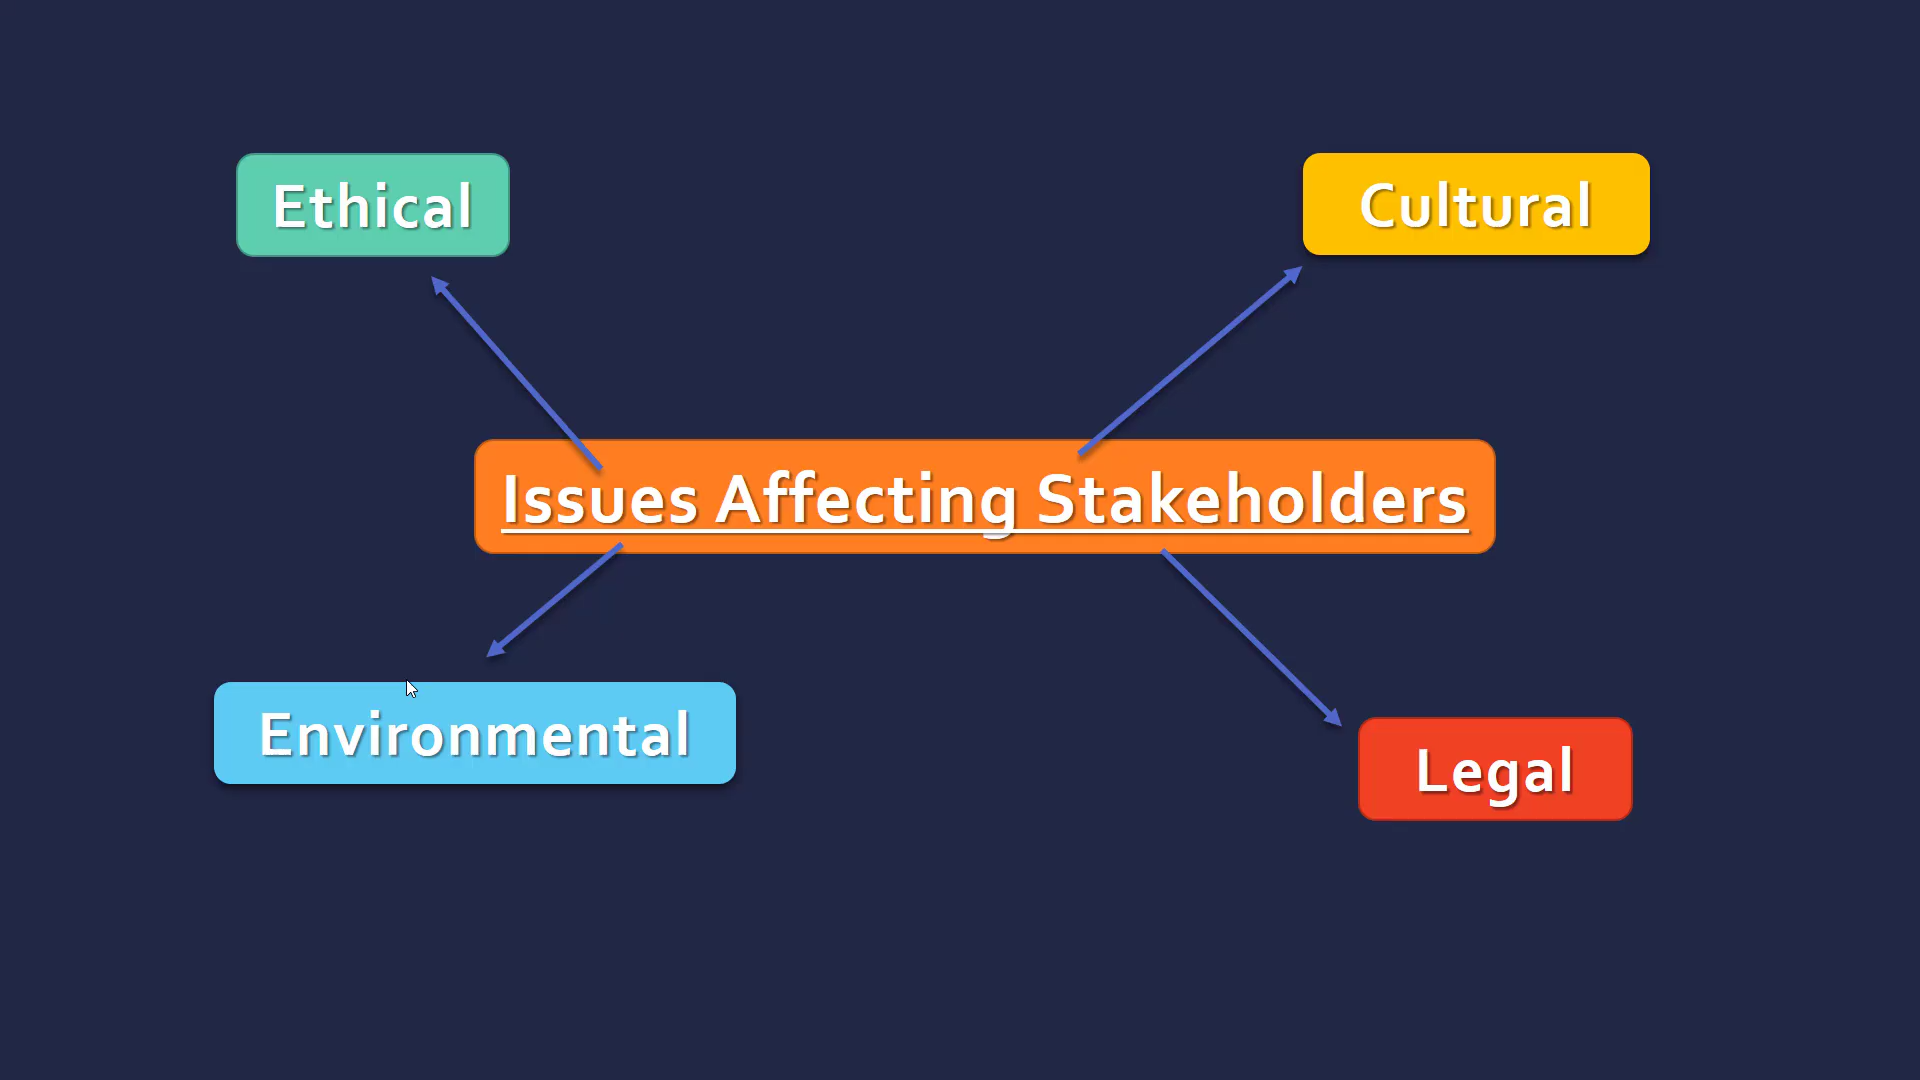 Ethical
Cultural
Issues Affecting Stakeholders
Environmental
Legal